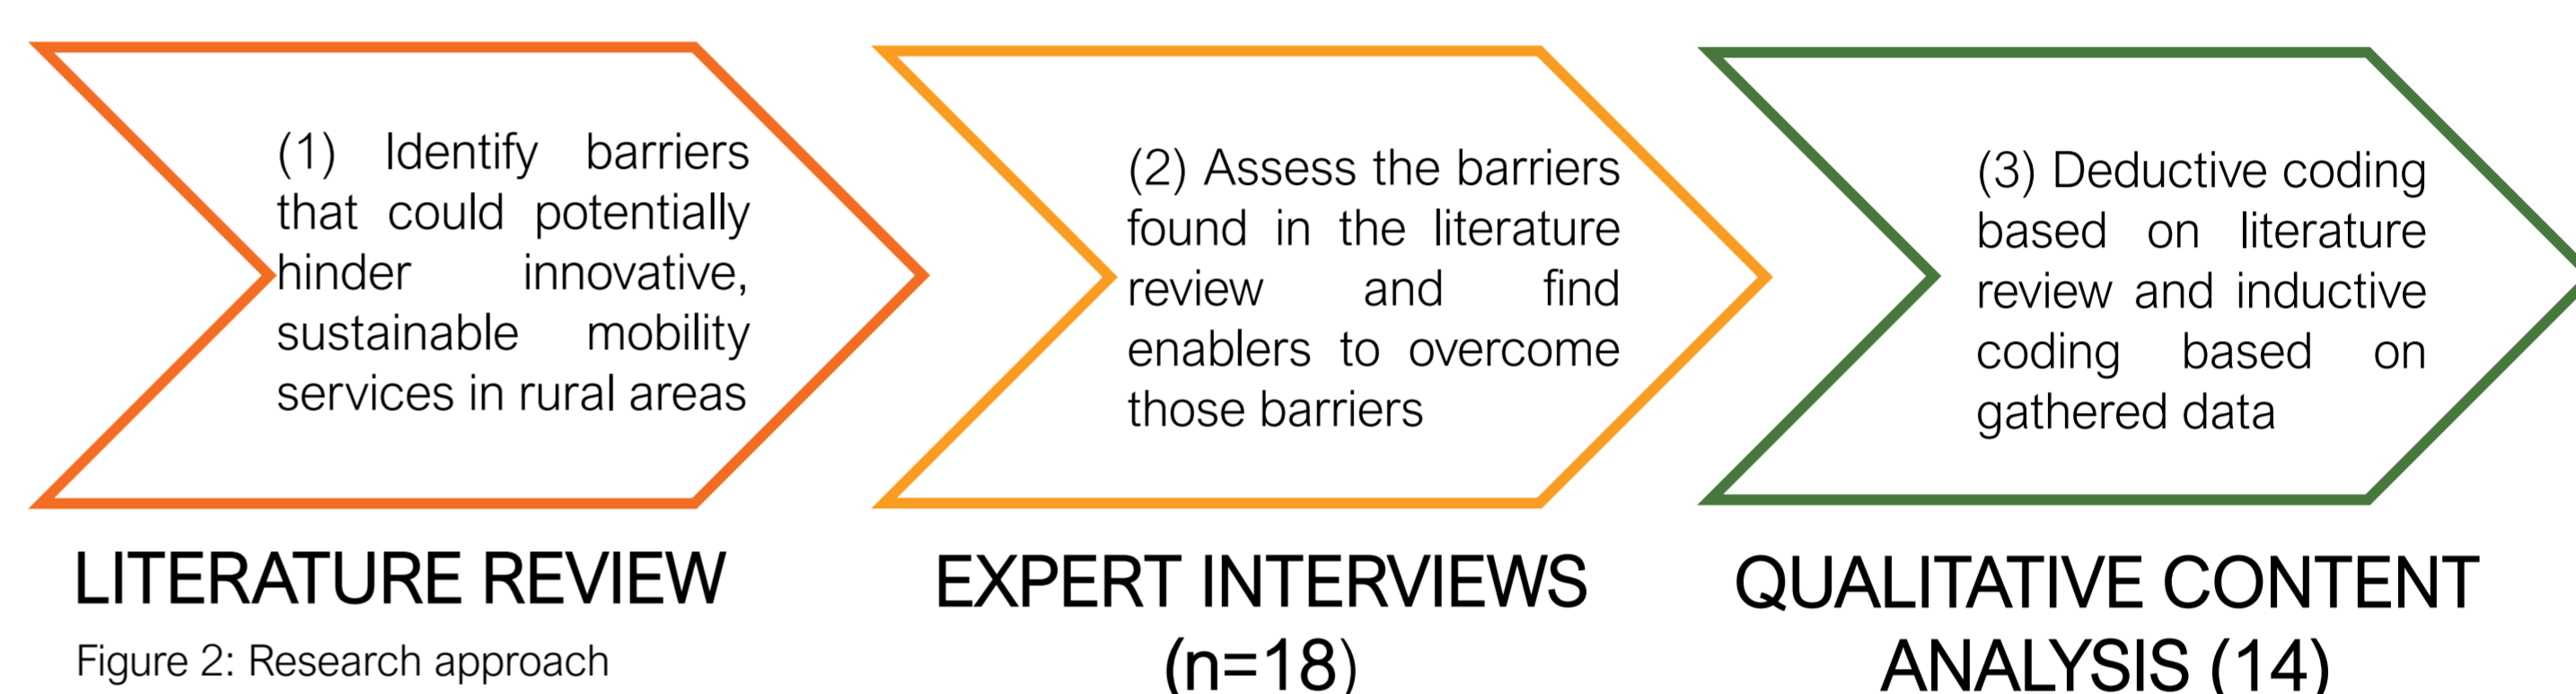 (1) Identify barriers
that could potentially
hinder innovative,
sustainable mobility
services in rural areas
(2) Assess the barriers
found in the literature
review and find
enablers to overcome
those barriers
(3) Deductive coding
based on literature
review and inductive
coding based on
gathered data
LITERATURE REVIEW
EXPERT INTERVIEWS
(n=18)
QUALITATIVE CONTENT
ANALYSIS (14)
Figure 2: Research approach